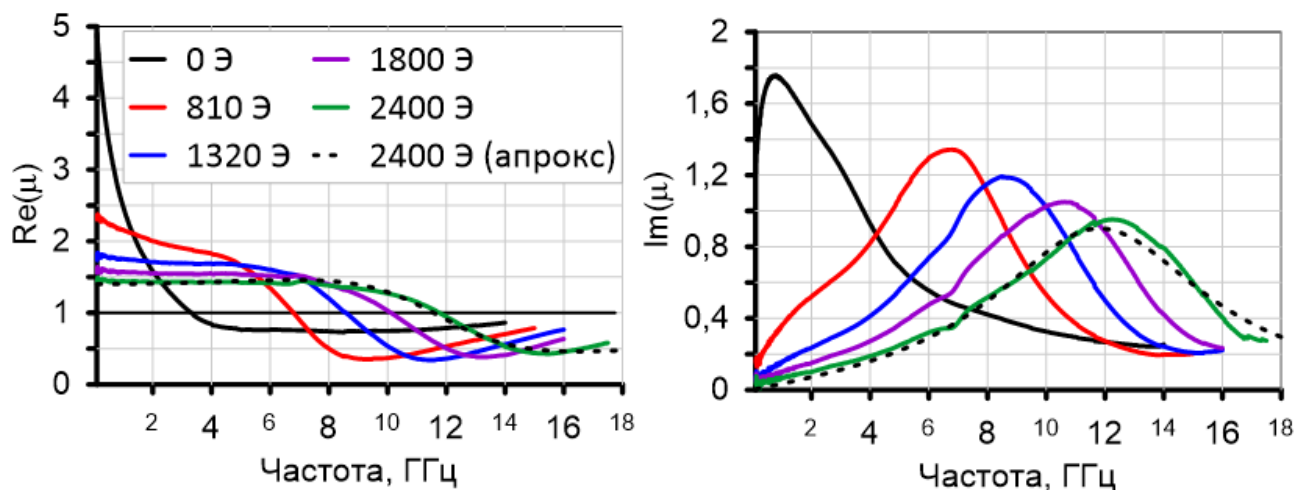 5
4
3
2
1
0
Re(μ)
0 Э
810 Э
1320 Э
1800 Э
2400 Э
2400 Э (апрокс)
2 4 6 8 10 12 14 16 18
Частота, ГГц
2
1,6
1,2
0,8
0,4
0
Im(μ)
2 4 6 8 10 12 14 16 18
Частота, ГГц